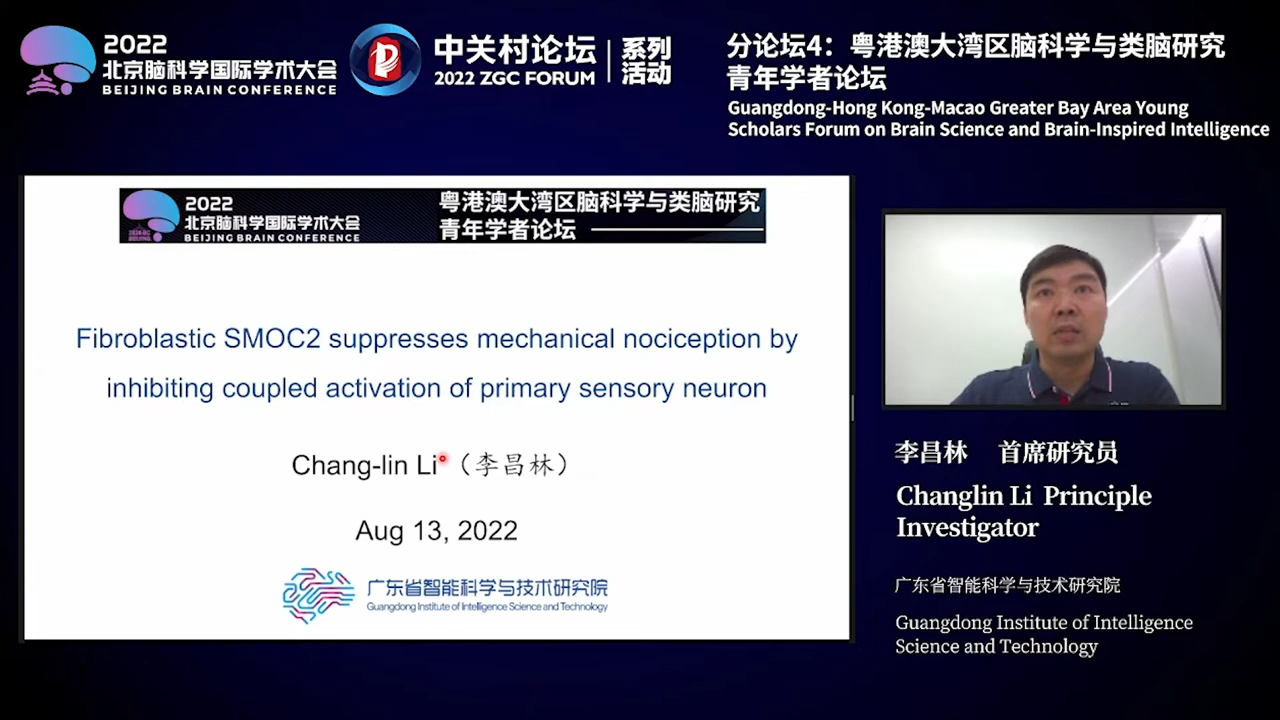 2022
北京脑科学国际学术大会
BEIJING BRAIN CONFERENCE
中关村论坛
2022 ZGC FORUM
系列
活动
分论坛4：粤港澳大湾区脑科学与类脑研究
青年学者论坛
Guangdong-Hong Kong-Macao Greater Bay Area Young
Scholars Forum on Brain Science and Brain-Inspired Intelligence
2022
北京脑科学国际学术大会
BEIJING BRAIN CONFERENCE
粤港澳大湾区脑科学与类脑研究
青年学者论坛
Fibroblastic SMOC2 suppresses mechanical nociception by
inhibiting coupled activation of primary sensory neuron
Chang-lin Li（李昌林）
Aug 13, 2022
广东省智能科学与技术研究院
Guangdong Institute of Intelligence Science and Technology
李昌林 首席研究员
Changlin Li Principle
Investigator
广东省智能科学与技术研究院
Guangdong Institute of Intelligence
Science and Technology